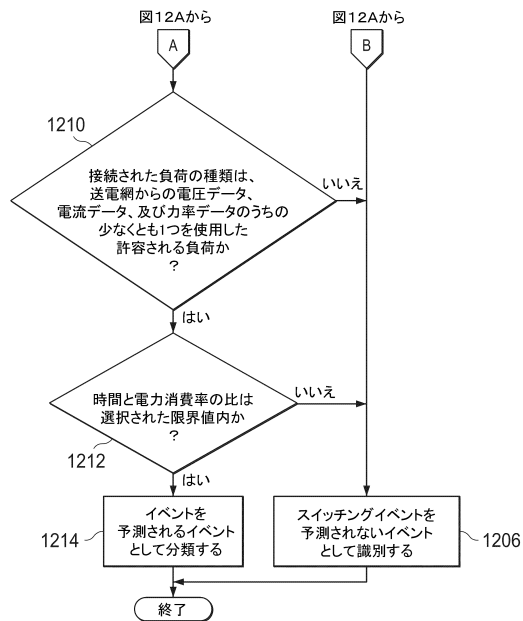 図12Aから
図12Aから
A
B
1210
接続された負荷の種類は、
送電網からの電圧データ、
電流データ、及び力率データのうちの
少なくとも1つを使用した
許容される負荷か
?
いいえ
はい
時間と電力消費率の比は
選択された限界値内か
?
いいえ
1212
はい
イベントを
予測されるイベント
として分類する
1214
スイッチングイベントを
予測されないイベント
として識別する
1206
終了